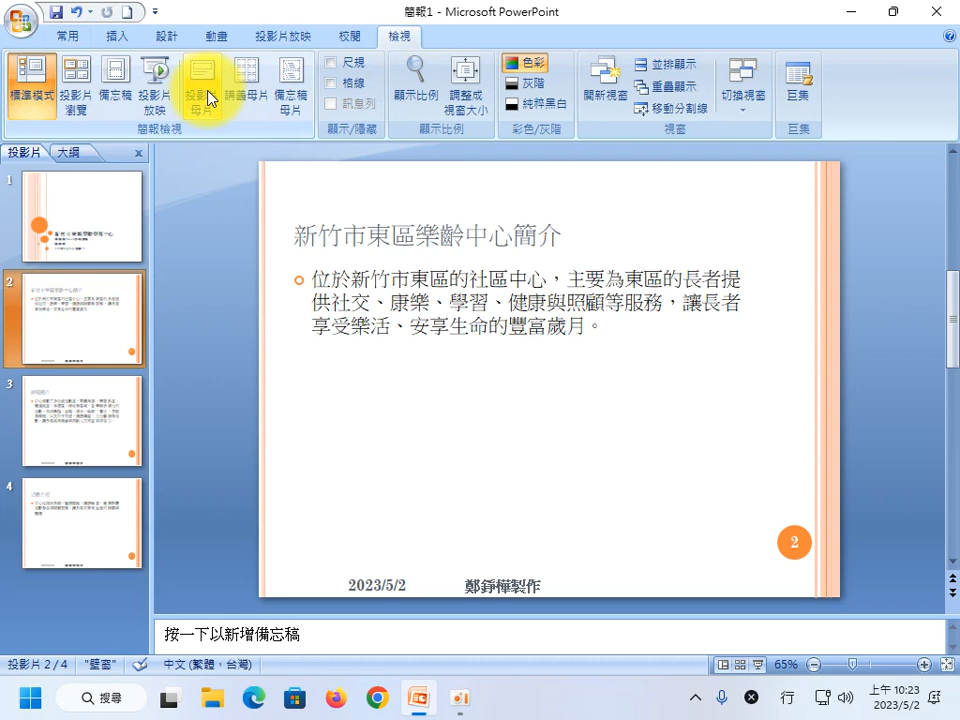 簡報1 - Microsoft PowerPoint
常用 插入 設計 動畫 投影片放映 校閱 檢視
標準模式 投影片瀏覽 備忘稿 投影片放映 投影片母片 講義母片 備忘稿母片
簡報檢視
尺規
格線
訊息列
顯示/隱藏
顯示比例 調整成視窗大小
顯示比例
色彩
灰階
純粹黑白
彩色/灰階
開新視窗
並排顯示
重疊顯示
移動分割線
切換視窗
視窗
巨集
巨集
投影片 大綱 x
1
2
3
4
新竹市東區樂齡中心簡介
位於新竹市東區的社區中心，主要為東區的長者提
供社交、康樂、學習、健康與照顧等服務，讓長者
享受樂活、安享生命的豐富歲月。
2
2023/5/2 鄭錚樺製作
按一下以新增備忘稿
投影片 2 / 4 "壁窗" 中文 (繁體，台灣) 65%
搜尋 行 上午 10:23
2023/5/2